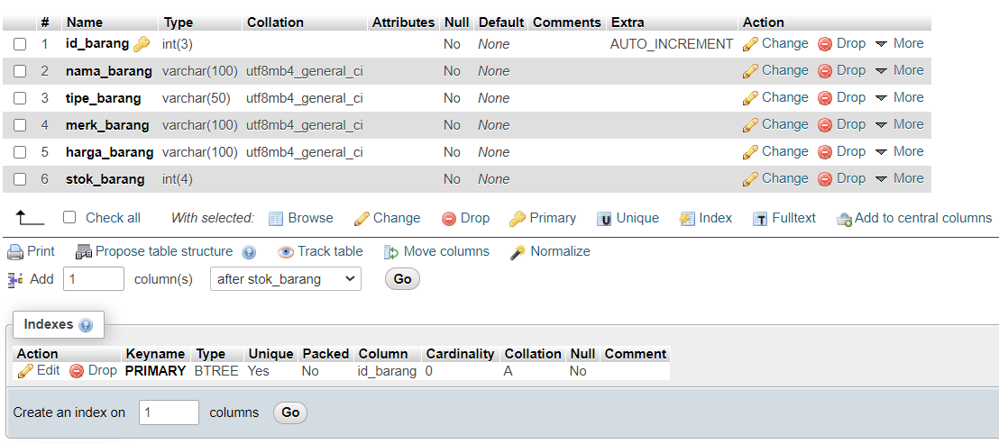 # Name Type Collation Attributes Null Default Comments Extra Action
1 id_barang int(3) No None AUTO_INCREMENT Change Drop More
2 nama_barang varchar(100) utf8mb4_general_ci No None Change Drop More
3 tipe_barang varchar(50) utf8mb4_general_ci No None Change Drop More
4 merk_barang varchar(100) utf8mb4_general_ci No None Change Drop More
5 harga_barang varchar(100) utf8mb4_general_ci No None Change Drop More
6 stok_barang int(4) No None Change Drop More
Check all With selected: Browse Change Drop Primary Unique Index Fulltext Add to central columns
Print Propose table structure Track table Move columns Normalize
Add 1 column(s) after stok_barang Go
Indexes
Action Keyname Type Unique Packed Column Cardinality Collation Null Comment
Edit Drop PRIMARY BTREE Yes No id_barang 0 A No
Create an index on 1 columns Go